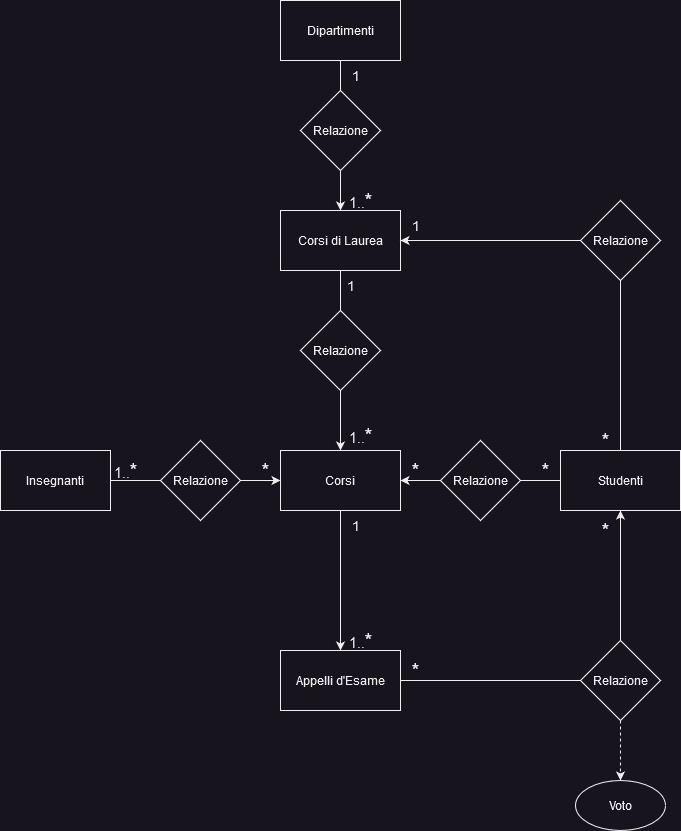 Dipartimenti
1
Relazione
1..*
Corsi di Laurea
1
Relazione
1
Relazione
1..*
*
Insegnanti
1..*
Relazione
*
Corsi
*
Relazione
*
Studenti
1
*
1..*
Appelli d'Esame
*
Relazione
Voto